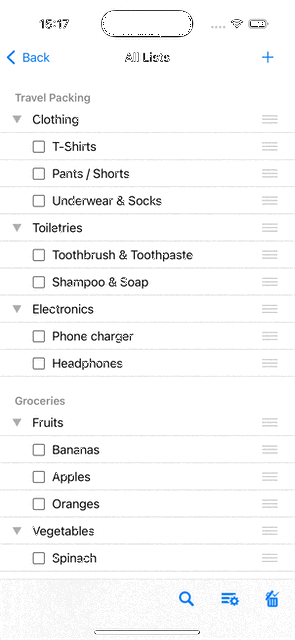 15:17
Back
All Lists
Travel Packing
Clothing
T-Shirts
Pants / Shorts
Underwear & Socks
Toiletries
Toothbrush & Toothpaste
Shampoo & Soap
Electronics
Phone charger
Headphones
Groceries
Fruits
Bananas
Apples
Oranges
Vegetables
Spinach